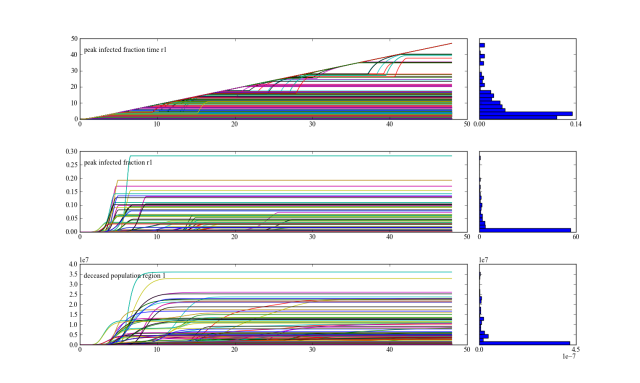 50
40
30
20
10
0
peak infected fraction time r1
0 10 20 30 40 50
0.00 0.14
0.30
0.25
0.20
0.15
0.10
0.05
0.00
peak infected fraction r1
0 10 20 30 40 50
0 60
1e7
4.0
3.5
3.0
2.5
2.0
1.5
1.0
0.5
0.0
deceased population region 1
0 10 20 30 40 50
1e7
0.0 4.5
1e−7